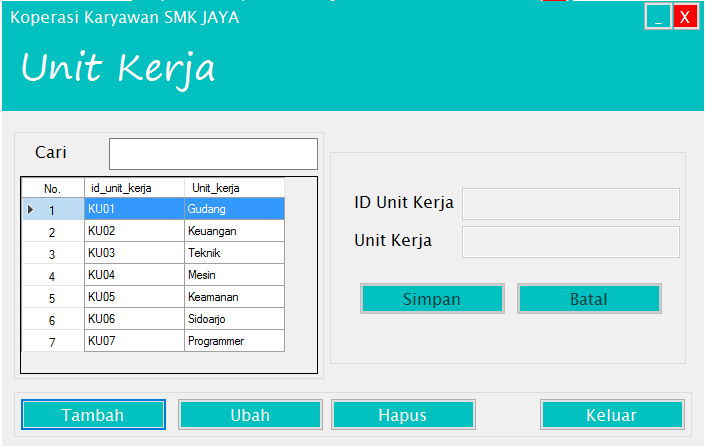 Koperasi Karyawan SMK JAYA
_ X
Unit Kerja
Cari
No. id_unit_kerja Unit_kerja
1 KU01 Gudang
2 KU02 Keuangan
3 KU03 Teknik
4 KU04 Mesin
5 KU05 Keamanan
6 KU06 Sidoarjo
7 KU07 Programmer
ID Unit Kerja
Unit Kerja
Simpan Batal
Tambah Ubah Hapus Keluar